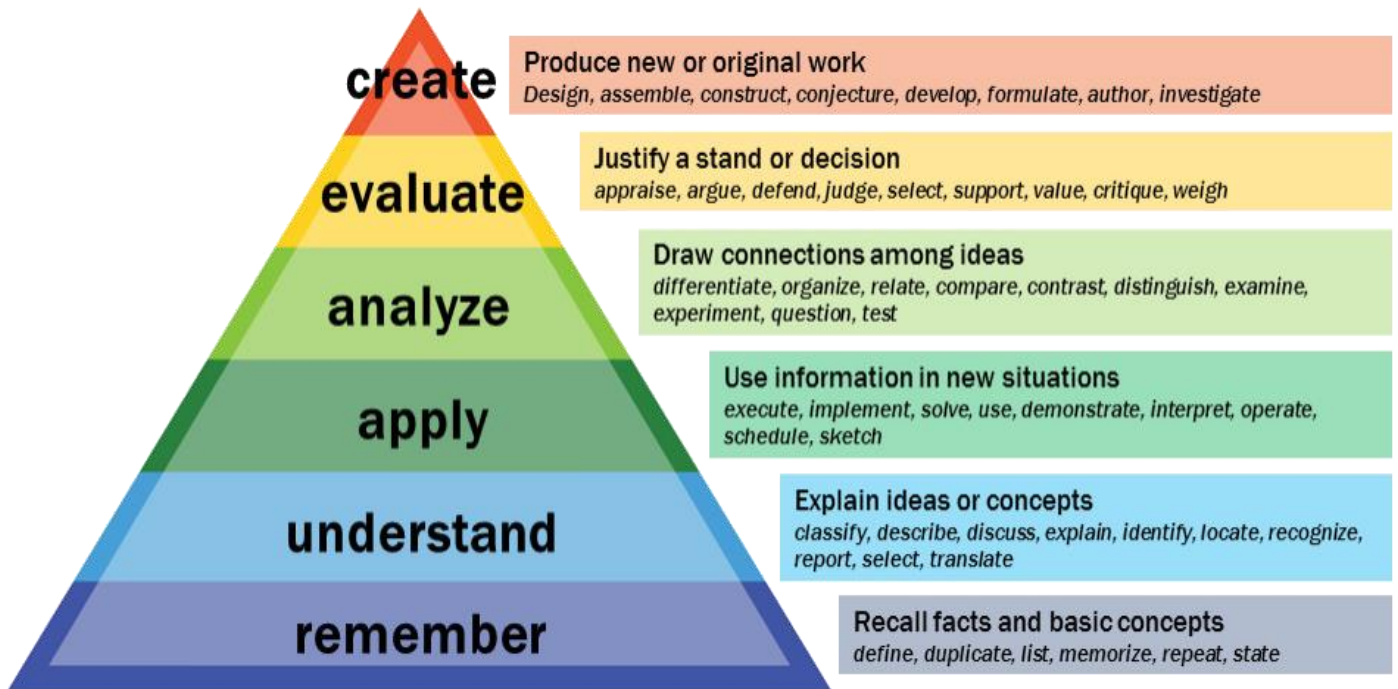 create
Produce new or original work
Design, assemble, construct, conjecture, develop, formulate, author, investigate
evaluate
Justify a stand or decision
appraise, argue, defend, judge, select, support, value, critique, weigh
analyze
Draw connections among ideas
differentiate, organize, relate, compare, contrast, distinguish, examine,
experiment, question, test
apply
Use information in new situations
execute, implement, solve, use, demonstrate, interpret, operate,
schedule, sketch
understand
Explain ideas or concepts
classify, describe, discuss, explain, identify, locate, recognize,
report, select, translate
remember
Recall facts and basic concepts
define, duplicate, list, memorize, repeat, state